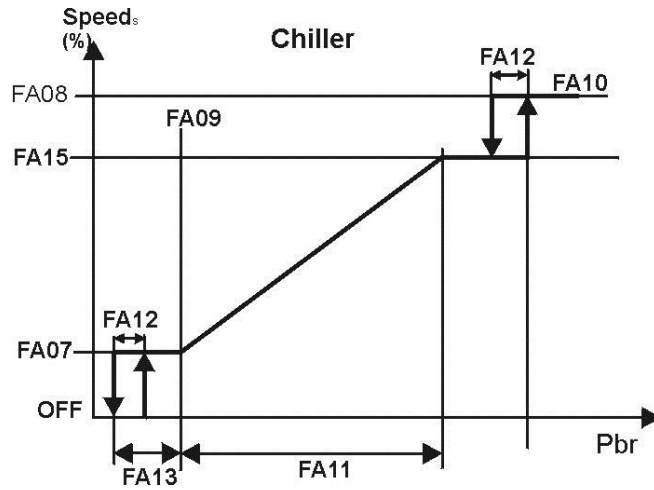 Speeds
(%)
Chiller
FA12
FA08
FA10
FA09
FA15
FA12
FA07
OFF
Pbr
FA13
FA11